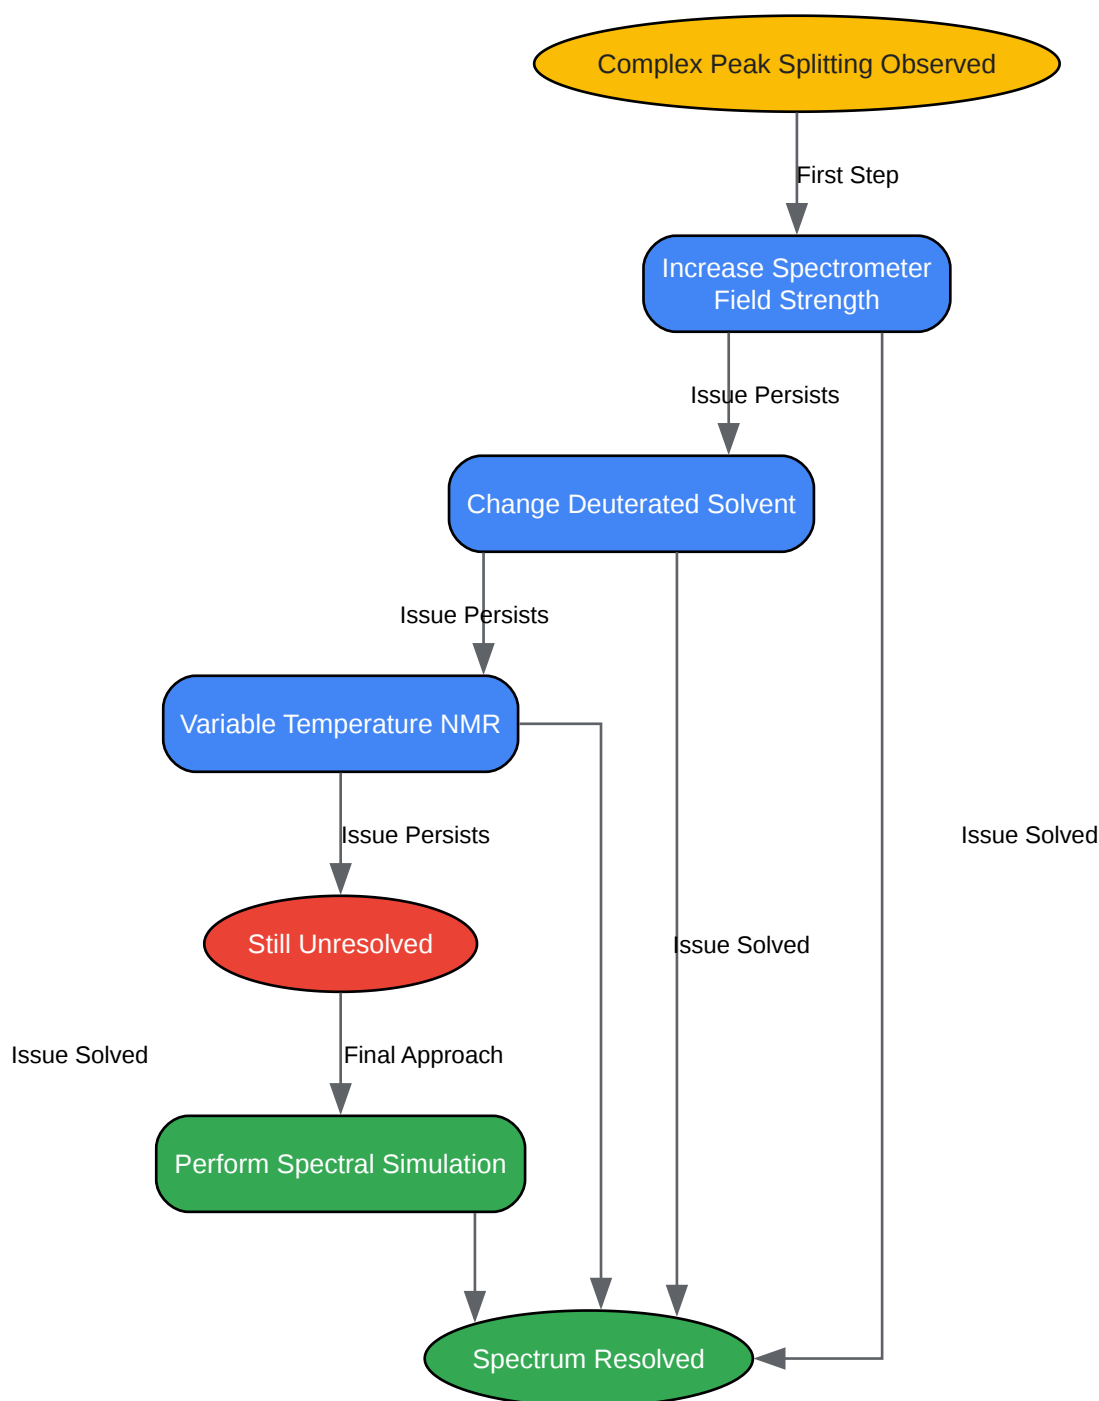 Complex Peak Splitting Observed
First Step
Increase Spectrometer
Field Strength
Issue Persists
Change Deuterated Solvent
Issue Persists
Variable Temperature NMR
Issue Persists
Issue Solved
Still Unresolved
Issue Solved
Issue Solved
Final Approach
Perform Spectral Simulation
Spectrum Resolved